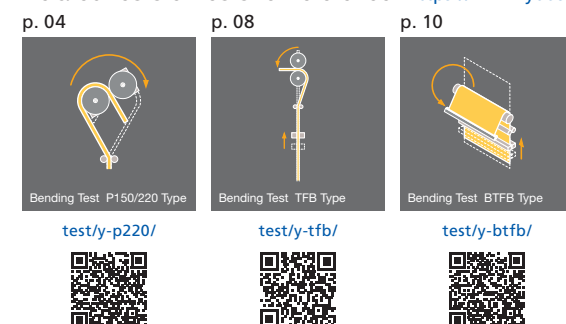 p. 04
p. 08
p. 10
Bending Test P150/220 Type
Bending Test TFB Type
Bending Test BTFB Type
test/y-p220/
test/y-tfb/
test/y-btfb/